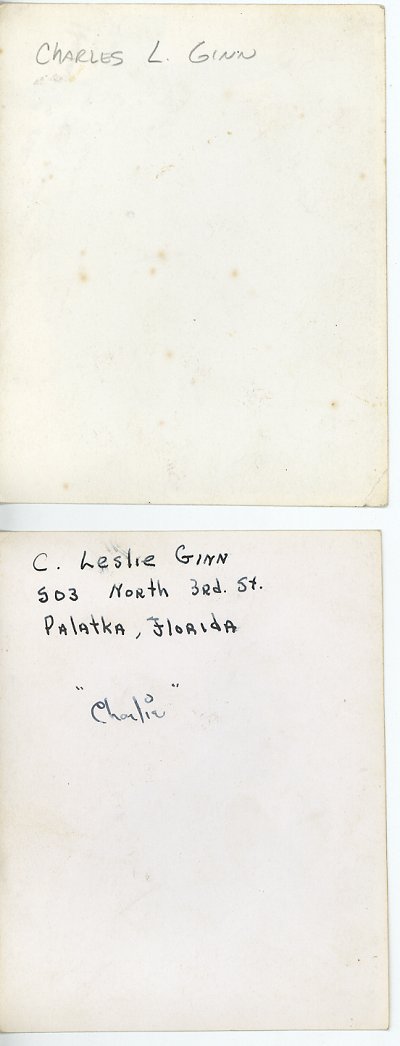 Charles L. Ginn
C. Leslie Ginn
503 North 3rd. St.
Palatka, Florida
"Charlie"